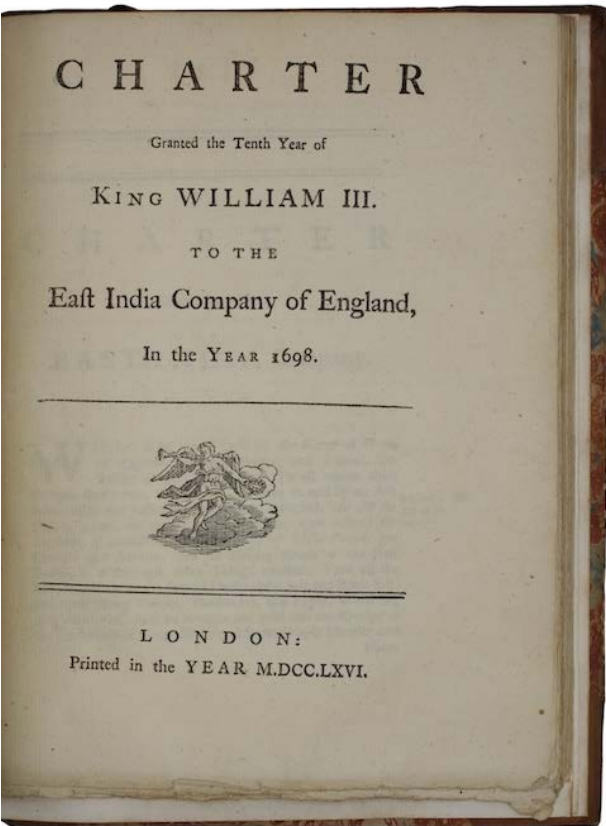 CHARTER
Granted the Tenth Year of
KING WILLIAM III.
TO THE
Eaſt India Company of England,
In the YEAR 1698.
LONDON:
Printed in the YEAR M.DCC.LXVI.